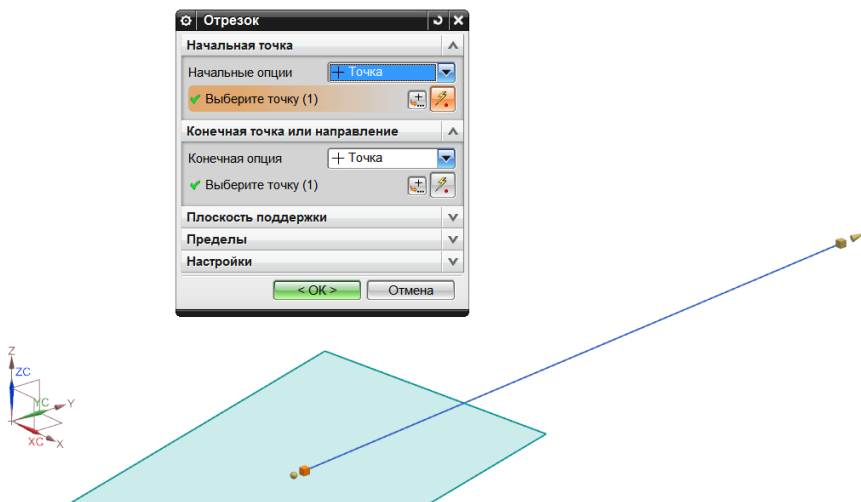 Отрезок
Начальная точка
Начальные опции
Точка
Выберите точку (1)
Конечная точка или направление
Конечная опция
Точка
Выберите точку (1)
Плоскость поддержки
Пределы
Настройки
< OK >
Отмена
Z
ZC
YC
Y
XC
X